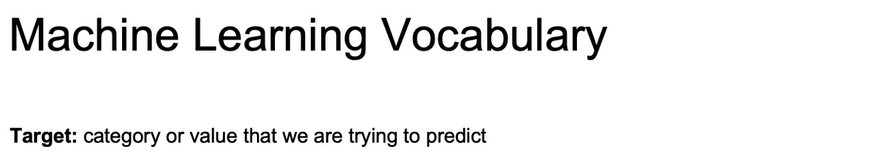 Machine Learning Vocabulary
Target: category or value that we are trying to predict